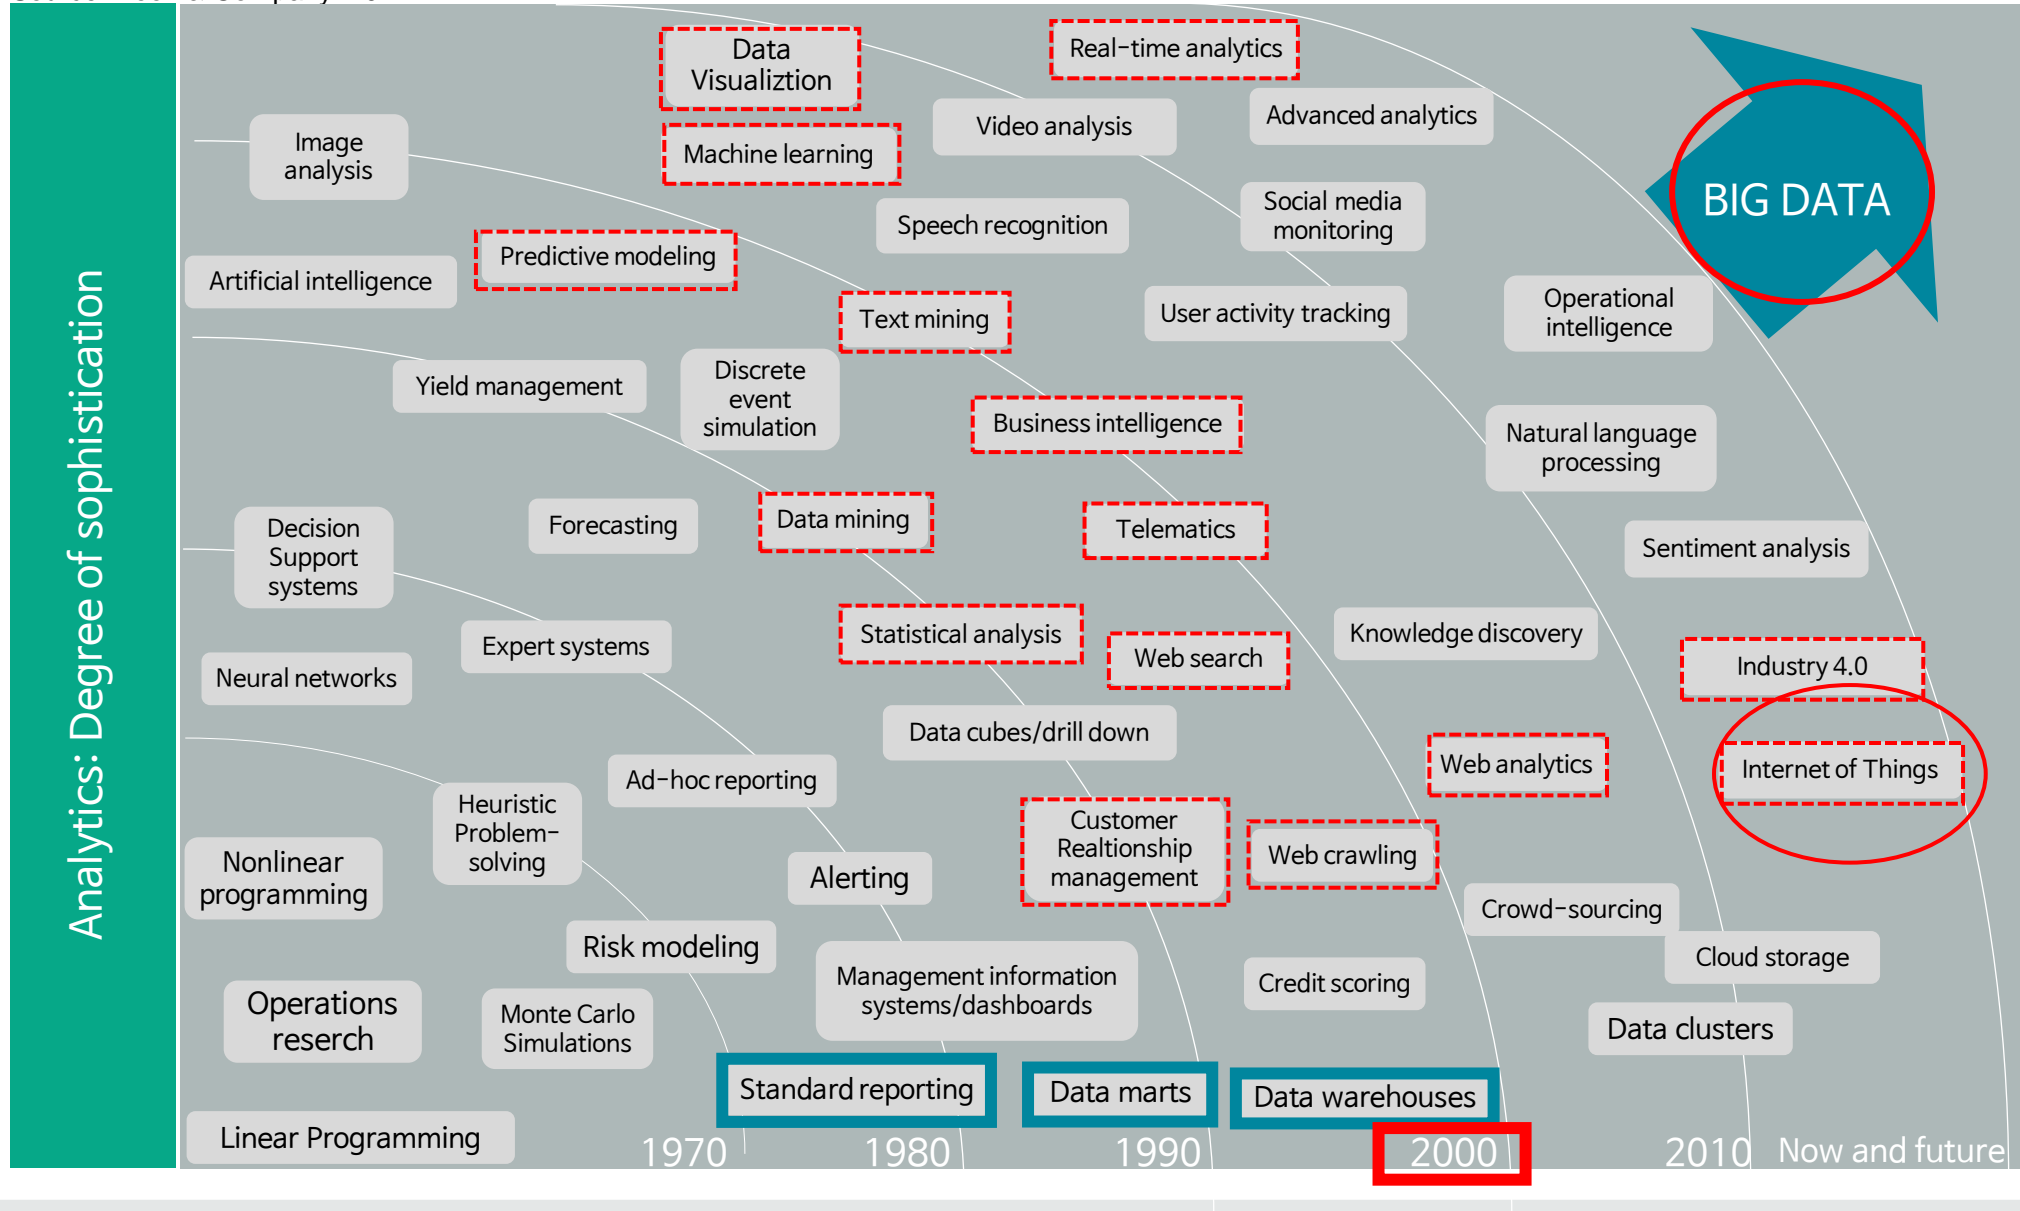 Data
Visualiztion
Real-time analytics
Video analysis
Advanced analytics
Image
analysis
Machine learning
BIG DATA
Social media
monitoring
Speech recognition
Predictive modeling
Artificial intelligence
Text mining
User activity tracking
Operational
intelligence
Yield management
Discrete
event
simulation
Business intelligence
Natural language
processing
Analytics: Degree of sophistication
Decision
Support
systems
Forecasting
Data mining
Telematics
Sentiment analysis
Expert systems
Statistical analysis
Web search
Knowledge discovery
Industry 4.0
Neural networks
Data cubes/drill down
Ad-hoc reporting
Web analytics
Internet of Things
Heuristic
Problem-
solving
Customer
Realtionship
management
Web crawling
Nonlinear
programming
Alerting
Crowd-sourcing
Risk modeling
Cloud storage
Management information
systems/dashboards
Credit scoring
Operations
reserch
Monte Carlo
Simulations
Data clusters
Standard reporting
Data marts
Data warehouses
Linear Programming
1970
1980
1990
2000
2010
Now and future